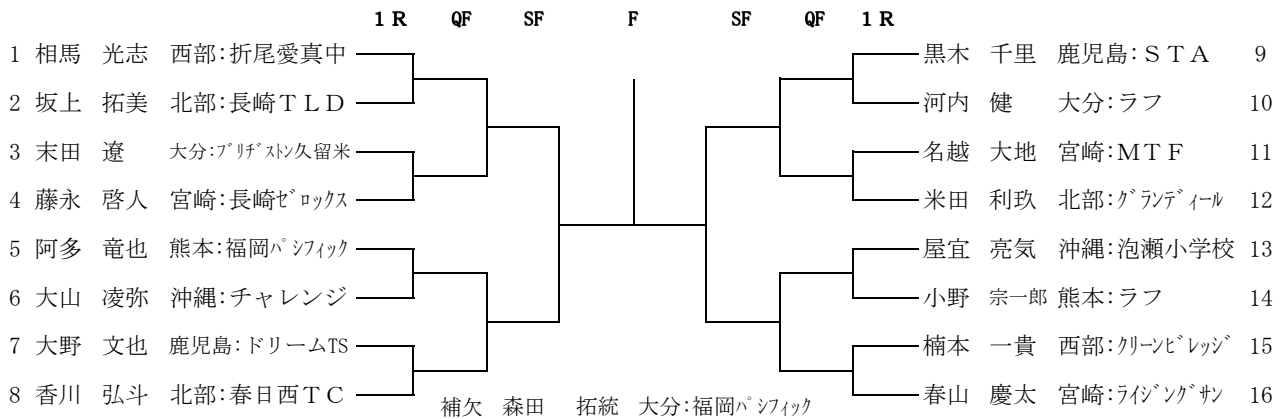 1R QF SF F SF QF 1R
1 相馬 光志 西部:折尾愛真中 黒木 千里 鹿児島:STA 9
2 坂上 拓美 北部:長崎TLD 河内 健 大分:ラフ 10
3 末田 遼 大分:ブリヂストン久留米 名越 大地 宮崎:MTF 11
4 藤永 啓人 宮崎:長崎ゼロックス 米田 利玖 北部:グランディール 12
5 阿多 竜也 熊本:福岡パシフィック 屋宜 亮気 沖縄:泡瀬小学校 13
6 大山 凌弥 沖縄:チャレンジ 小野 宗一郎 熊本:ラフ 14
7 大野 文也 鹿児島:ドリームTS 楠本 一貴 西部:クリーンビレッジ 15
8 香川 弘斗 北部:春日西TC 春山 慶太 宮崎:ライジングサン 16
補欠 森田 拓統 大分:福岡パシフィック